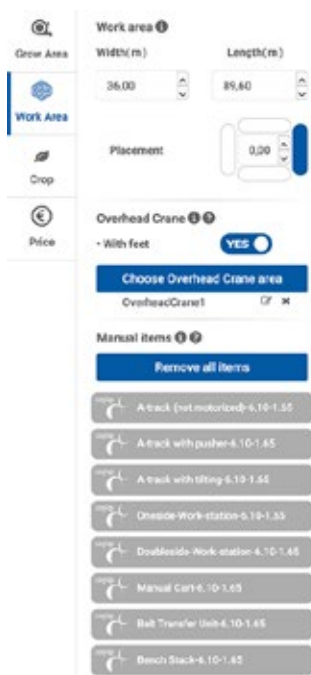 Grow Area
Work Area
Crop
Price
Work area
Width(m) Length(m)
36.00 89,60
Placement 0,00
Overhead Crane
- With feet YES
Choose Overhead Crane area
OverheadCrane1
Manual items
Remove all items
A-track (not motorized)-6.10-1.65
A-track with pusher-6.10-1.65
A-track with tilting-6.10-1.65
Oneside-Work-station-6.10-1.65
Doubleside-Work-station-6.10-1.65
Manual Cart-6.10-1.65
Belt Transfer Unit-6.10-1.65
Bench Stack-6.10-1.65